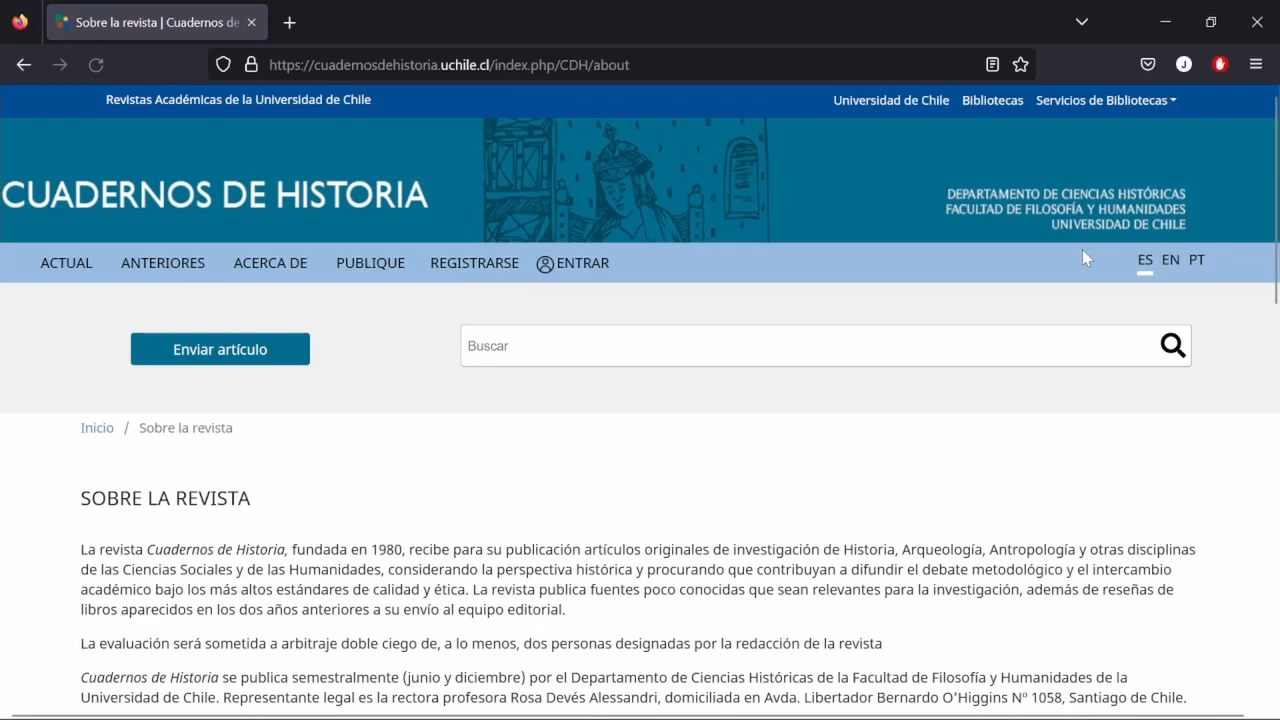 Sobre la revista | Cuadernos de
https://cuadernosdehistoria.uchile.cl/index.php/CDH/about
J
Revistas Académicas de la Universidad de Chile
Universidad de Chile Bibliotecas Servicios de Bibliotecas
CUADERNOS DE HISTORIA
DEPARTAMENTO DE CIENCIAS HISTÓRICAS
FACULTAD DE FILOSOFÍA Y HUMANIDADES
UNIVERSIDAD DE CHILE
ACTUAL ANTERIORES ACERCA DE PUBLIQUE REGISTRARSE ENTRAR
ES EN PT
Enviar artículo
Buscar
Inicio / Sobre la revista
SOBRE LA REVISTA
La revista Cuadernos de Historia, fundada en 1980, recibe para su publicación artículos originales de investigación de Historia, Arqueología, Antropología y otras disciplinas
de las Ciencias Sociales y de las Humanidades, considerando la perspectiva histórica y procurando que contribuyan a difundir el debate metodológico y el intercambio
académico bajo los más altos estándares de calidad y ética. La revista publica fuentes poco conocidas que sean relevantes para la investigación, además de reseñas de
libros aparecidos en los dos años anteriores a su envío al equipo editorial.
La evaluación será sometida a arbitraje doble ciego de, a lo menos, dos personas designadas por la redacción de la revista
Cuadernos de Historia se publica semestralmente (junio y diciembre) por el Departamento de Ciencias Históricas de la Facultad de Filosofía y Humanidades de la
Universidad de Chile. Representante legal es la rectora profesora Rosa Devés Alessandri, domiciliada en Avda. Libertador Bernardo O’Higgins Nº 1058, Santiago de Chile.